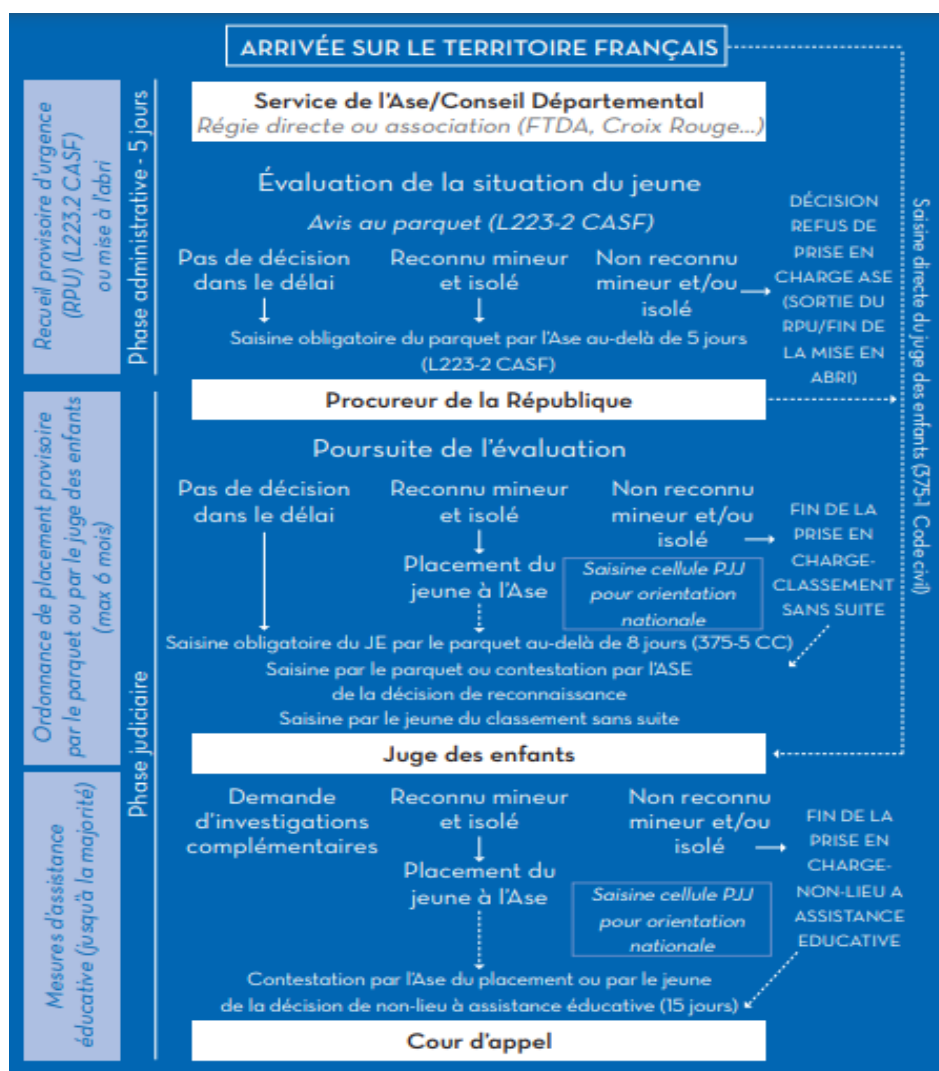 ARRIVÉE SUR LE TERRITOIRE FRANÇAIS
Service de l'Ase/Conseil Départemental
Régie directe ou association (FTDA, Croix Rouge...)
Recueil provisoire d'urgence
(RPU) (L223.2 CASF)
ou mise à l'abri
Phase administrative - 5 jours
Évaluation de la situation du jeune
Avis au parquet (L223-2 CASF)
Pas de décision
dans le délai
Reconnu mineur
et isolé
Non reconnu
mineur et/ou
isolé
DÉCISION
REFUS DE
PRISE EN
CHARGE ASE
(SORTIE DU
RPU/FIN DE
LA MISE EN
ABRI)
Saisine directe du juge des enfants (375-1 Code civil)
Saisine obligatoire du parquet par l'Ase au-delà de 5 jours
(L223-2 CASF)
Procureur de la République
Ordonnance de placement provisoire
par le parquet ou par le juge des enfants
(max 6 mois)
Phase judiciaire
Poursuite de l'évaluation
Pas de décision
dans le délai
Reconnu mineur
et isolé
Non reconnu
mineur et/ou
isolé
FIN DE LA
PRISE EN
CHARGE-
CLASSEMENT
SANS SUITE
Placement du
jeune à l'Ase
Saisine cellule PJJ
pour orientation
nationale
Saisine obligatoire du JE par le parquet au-delà de 8 jours (375-5 CC)
Saisine par le parquet ou contestation par l'ASE
de la décision de reconnaissance
Saisine par le jeune du classement sans suite
Juge des enfants
Mesures d'assistance
éducative (jusqu'à la majorité)
Demande
d'investigations
complémentaires
Reconnu mineur
et isolé
Non reconnu
mineur et/ou
isolé
FIN DE LA
PRISE EN
CHARGE-
NON-LIEU A
ASSISTANCE
EDUCATIVE
Placement du
jeune à l'Ase
Saisine cellule PJJ
pour orientation
nationale
Contestation par l'Ase du placement ou par le jeune
de la décision de non-lieu à assistance éducative (15 jours)
Cour d'appel